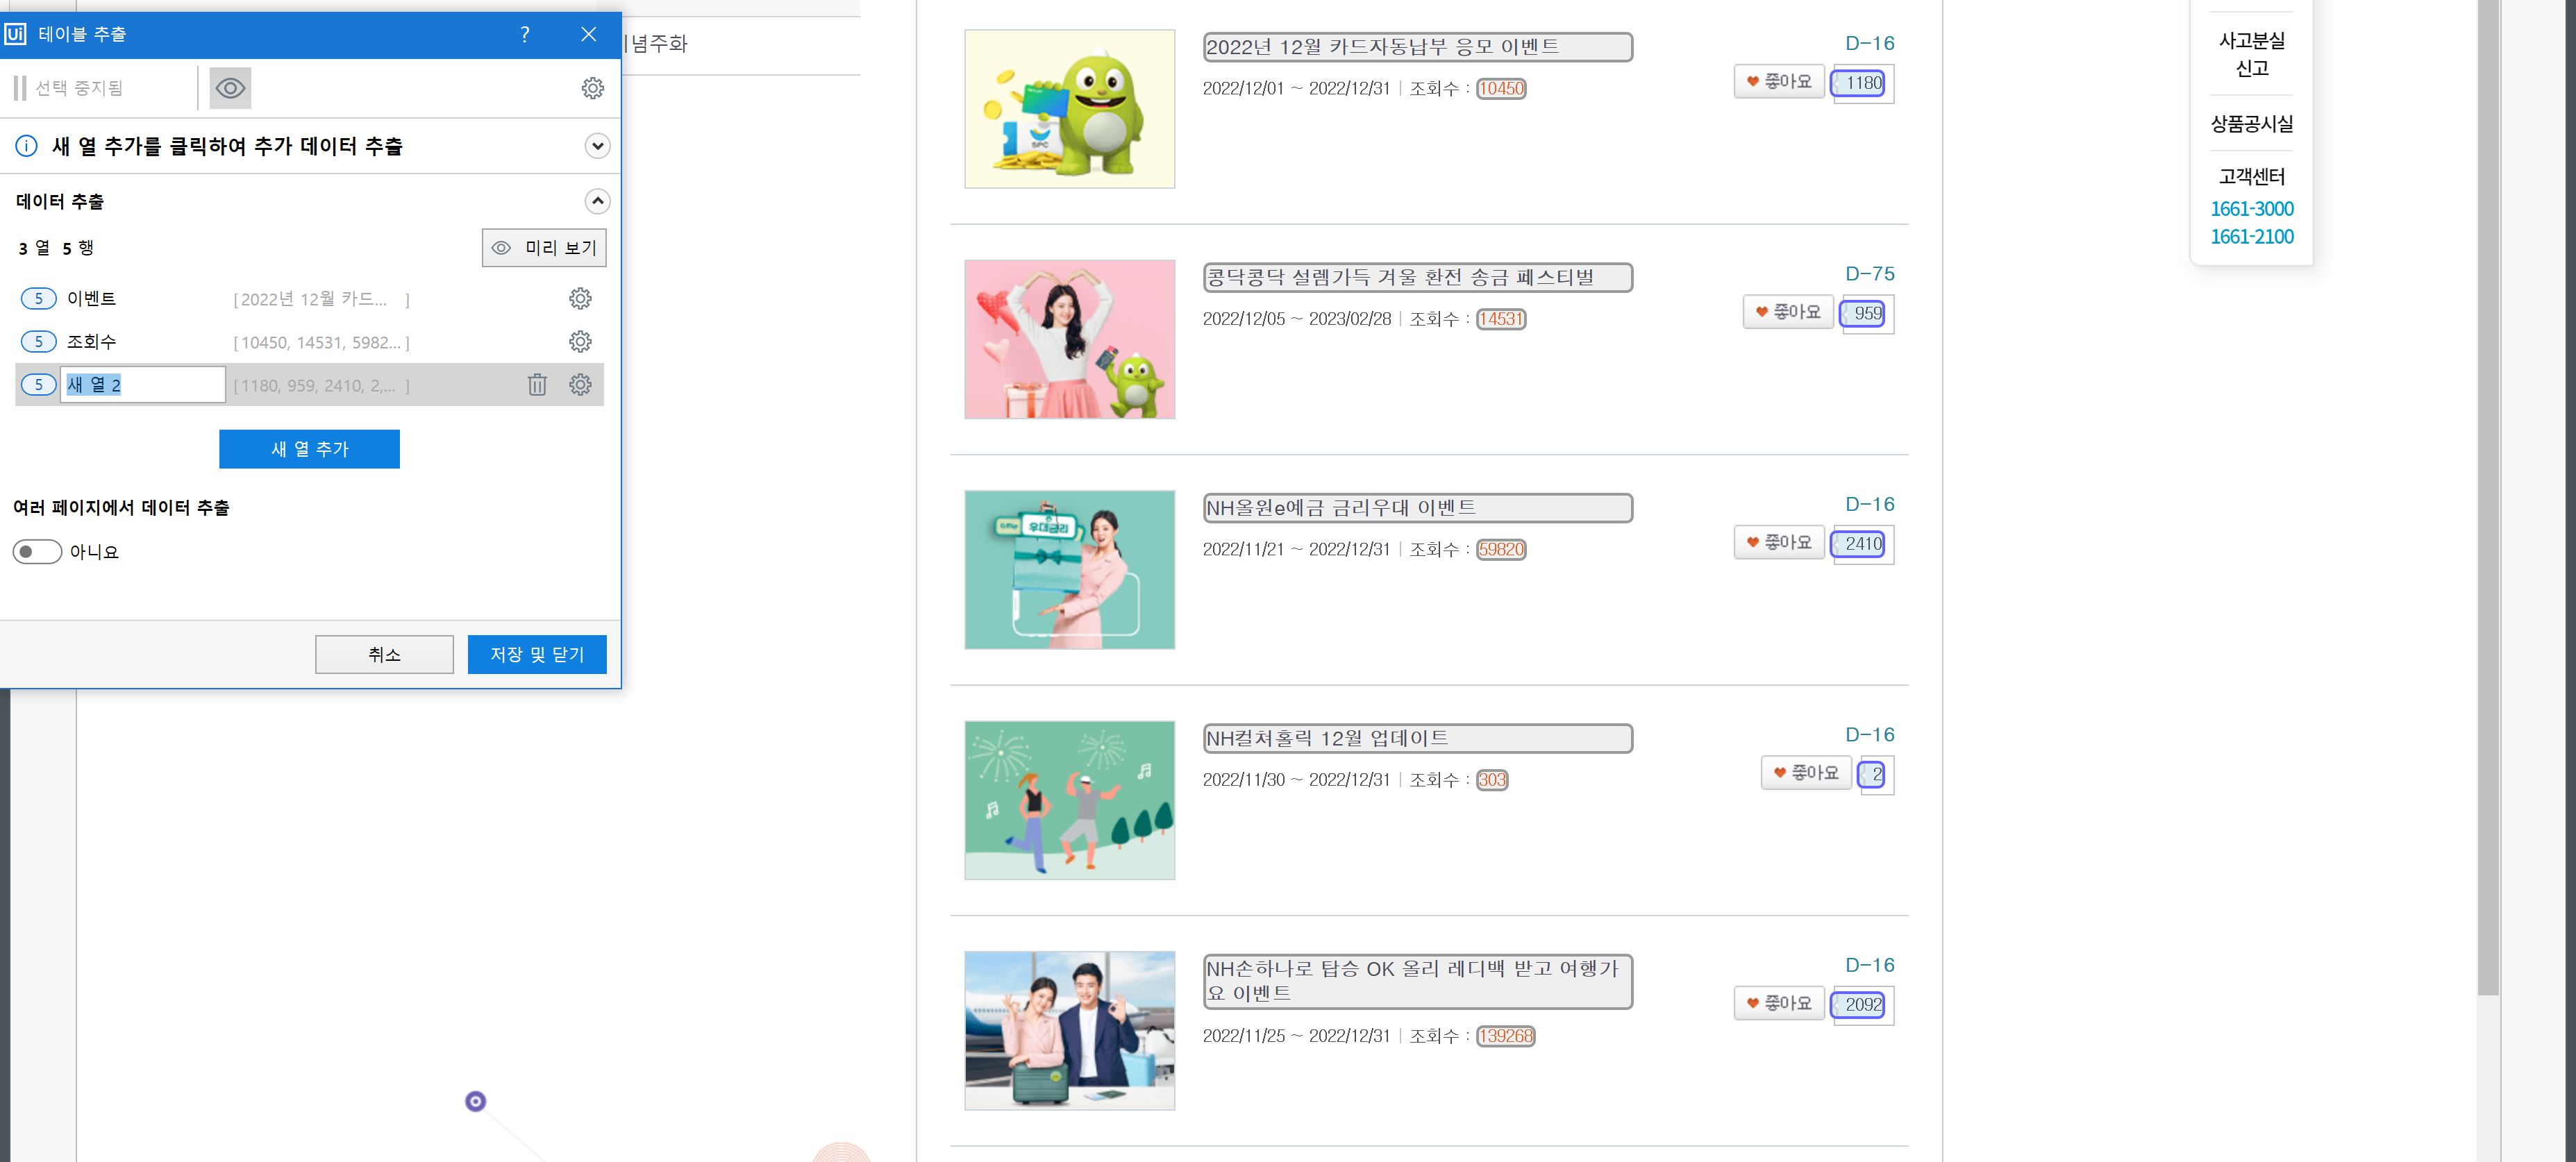 Ui 테이블 추출 ?
선택 중지됨
새 열 추가를 클릭하여 추가 데이터 추출
데이터 추출
3 열 5 행
미리 보기
5 이벤트 [2022년 12월 카드... ]
5 조회수 [10450, 14531, 5982... ]
5 새 열 2 [1180, 959, 2410, 2,... ]
새 열 추가
여러 페이지에서 데이터 추출
아니요
취소 저장 및 닫기
념주화
2022년 12월 카드자동납부 응모 이벤트
2022/12/01 ~ 2022/12/31 | 조회수 : 10450
D-16
좋아요 1180
콩닥콩닥 설렘가득 겨울 환전 송금 페스티벌
2022/12/05 ~ 2023/02/28 | 조회수 : 14531
D-75
좋아요 959
우대금리
NH올원e예금 금리우대 이벤트
2022/11/21 ~ 2022/12/31 | 조회수 : 59820
D-16
좋아요 2410
NH컬쳐홀릭 12월 업데이트
2022/11/30 ~ 2022/12/31 | 조회수 : 303
D-16
좋아요 2
NH손하나로 탑승 OK 올리 레디백 받고 여행가
요 이벤트
2022/11/25 ~ 2022/12/31 | 조회수 : 139268
D-16
좋아요 2092
사고분실
신고
상품공시실
고객센터
1661-3000
1661-2100